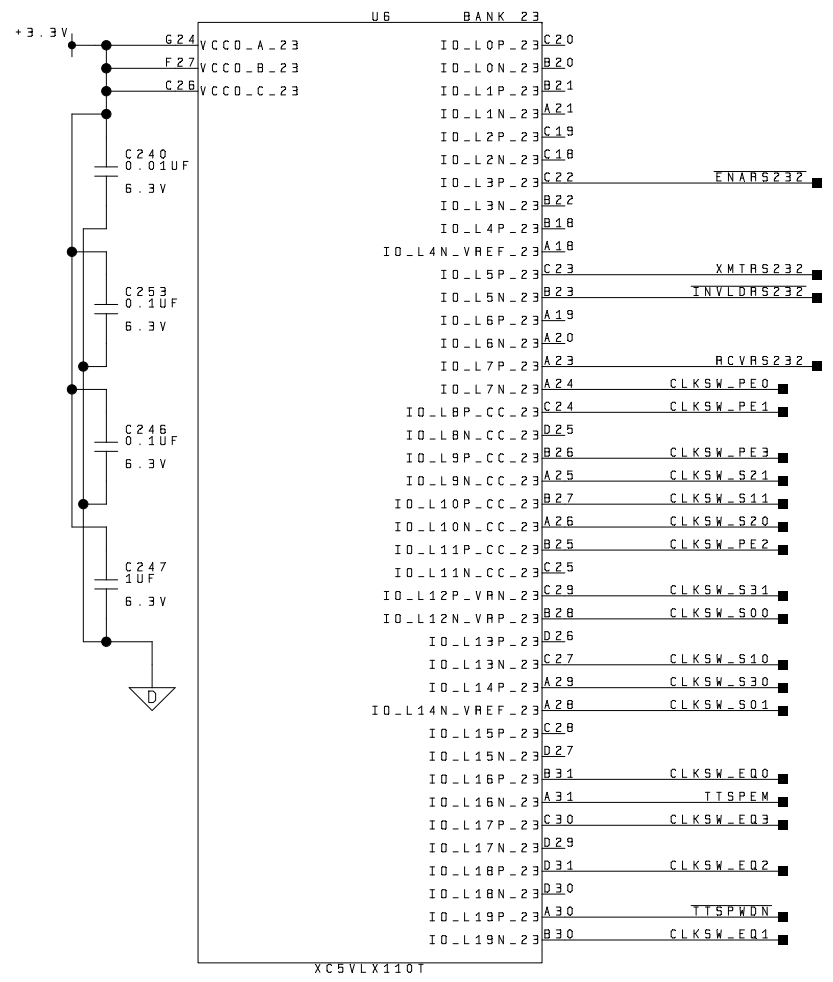 U6 BANK 23
+3.3V
G24 VCCO_A_23 IO_L0P_23 C20
F27 VCCO_B_23 IO_L0N_23 B20
C26 VCCO_C_23 IO_L1P_23 B21
IO_L1N_23 A21
IO_L2P_23 C19
IO_L2N_23 C18
IO_L3P_23 C22 ENARS232
IO_L3N_23 B22
IO_L4P_23 B18
IO_L4N_VREF_23 A18
IO_L5P_23 C23 XMTRS232
IO_L5N_23 B23 INVLDRS232
IO_L6P_23 A19
IO_L6N_23 A20
IO_L7P_23 A23 RCVRS232
IO_L7N_23 A24 CLKSW_PE0
IO_L8P_CC_23 C24 CLKSW_PE1
IO_L8N_CC_23 D25
IO_L9P_CC_23 B26 CLKSW_PE3
IO_L9N_CC_23 A25 CLKSW_S21
IO_L10P_CC_23 B27 CLKSW_S11
IO_L10N_CC_23 A26 CLKSW_S20
IO_L11P_CC_23 B25 CLKSW_PE2
IO_L11N_CC_23 C25
IO_L12P_VRN_23 C29 CLKSW_S31
IO_L12N_VRP_23 B28 CLKSW_S00
IO_L13P_23 D26
IO_L13N_23 C27 CLKSW_S10
IO_L14P_23 A29 CLKSW_S30
IO_L14N_VREF_23 A28 CLKSW_S01
IO_L15P_23 C28
IO_L15N_23 D27
IO_L16P_23 B31 CLKSW_EQ0
IO_L16N_23 A31 TTSPEM
IO_L17P_23 C30 CLKSW_EQ3
IO_L17N_23 D29
IO_L18P_23 D31 CLKSW_EQ2
IO_L18N_23 D30
IO_L19P_23 A30 TTSPWDN
IO_L19N_23 B30 CLKSW_EQ1
C240
0.01UF
6.3V
C253
0.1UF
6.3V
C246
0.1UF
6.3V
C247
1UF
6.3V
D
XC5VLX110T